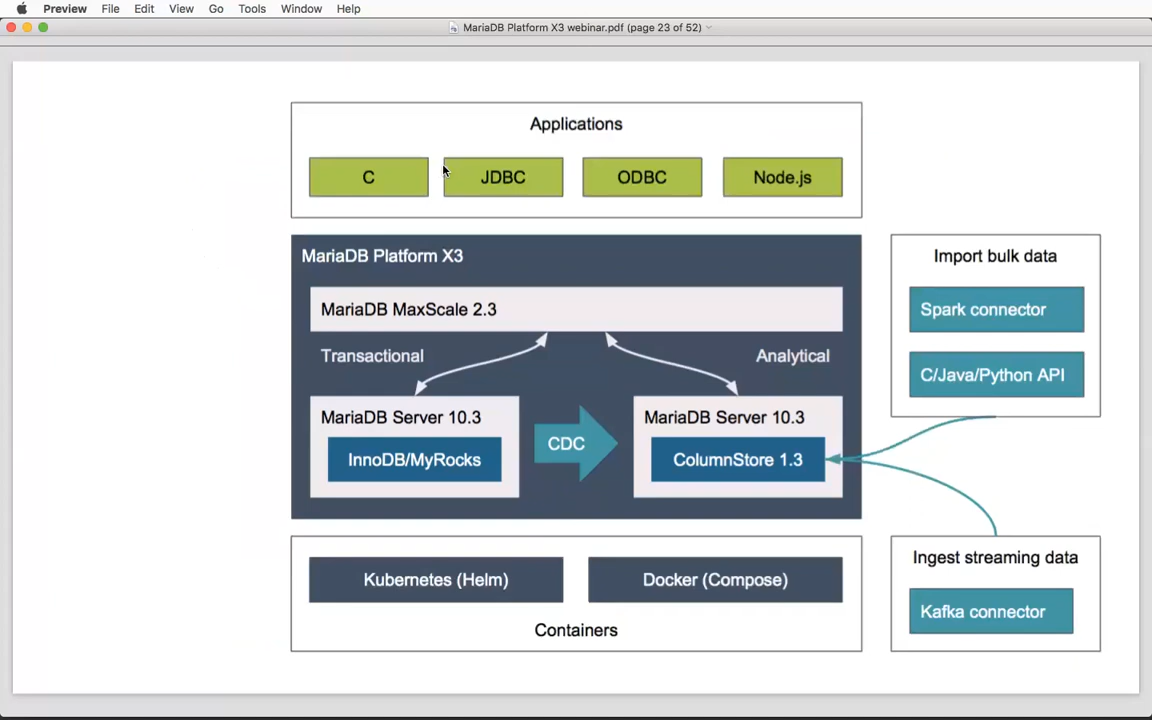 Preview File Edit View Go Tools Window Help
MariaDB Platform X3 webinar.pdf (page 23 of 52)
Applications
C JDBC ODBC Node.js
MariaDB Platform X3
MariaDB MaxScale 2.3
Transactional Analytical
MariaDB Server 10.3
InnoDB/MyRocks
CDC
MariaDB Server 10.3
ColumnStore 1.3
Import bulk data
Spark connector
C/Java/Python API
Kubernetes (Helm) Docker (Compose)
Containers
Ingest streaming data
Kafka connector